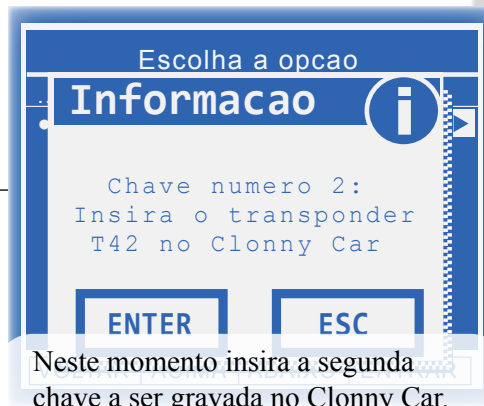 Escolha a opcao
Informacao
i
Chave numero 2:
Insira o transponder
T42 no Clonny Car
ENTER ESC
Neste momento insira a segunda
chave a ser gravada no Clonny Car.